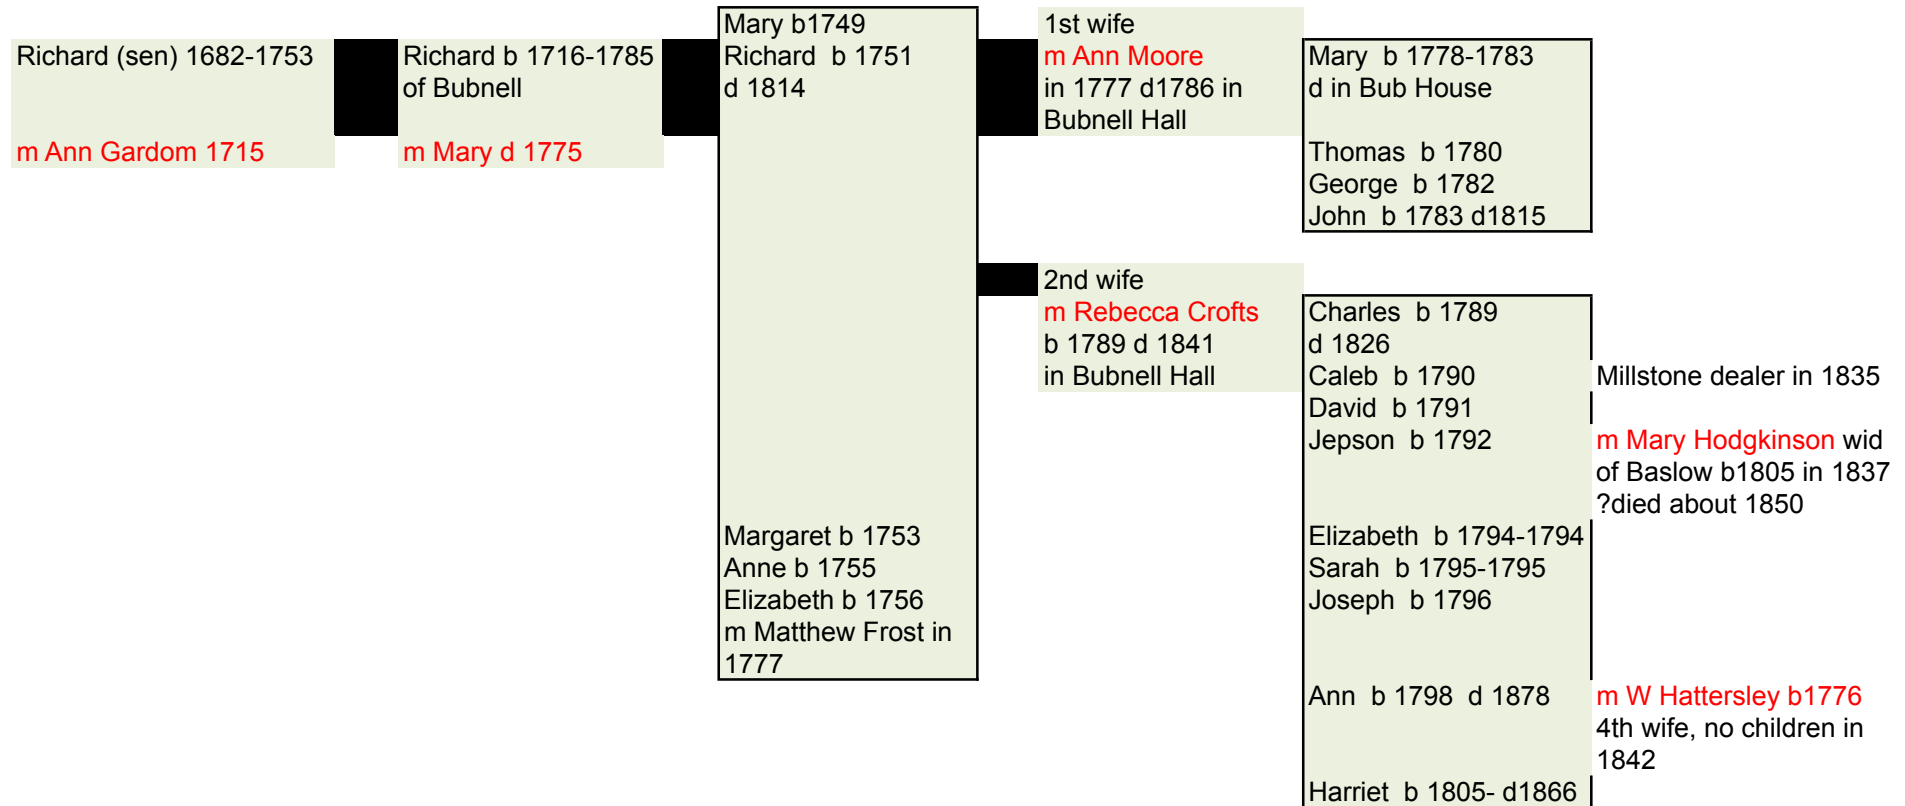 Richard (sen) 1682-1753
m Ann Gardom 1715
Richard b 1716-1785
of Bubnell
m Mary d 1775
Mary b1749
Richard b 1751
d 1814
Margaret b 1753
Anne b 1755
Elizabeth b 1756
m Matthew Frost in
1777
1st wife
m Ann Moore
in 1777 d1786 in
Bubnell Hall
Mary b 1778-1783
d in Bub House
Thomas b 1780
George b 1782
John b 1783 d1815
2nd wife
m Rebecca Crofts
b 1789 d 1841
in Bubnell Hall
Charles b 1789
d 1826
Caleb b 1790
Millstone dealer in 1835
David b 1791
Jepson b 1792
m Mary Hodgkinson wid
of Baslow b1805 in 1837
?died about 1850
Elizabeth b 1794-1794
Sarah b 1795-1795
Joseph b 1796
Ann b 1798 d 1878
m W Hattersley b1776
4th wife, no children in
1842
Harriet b 1805- d1866